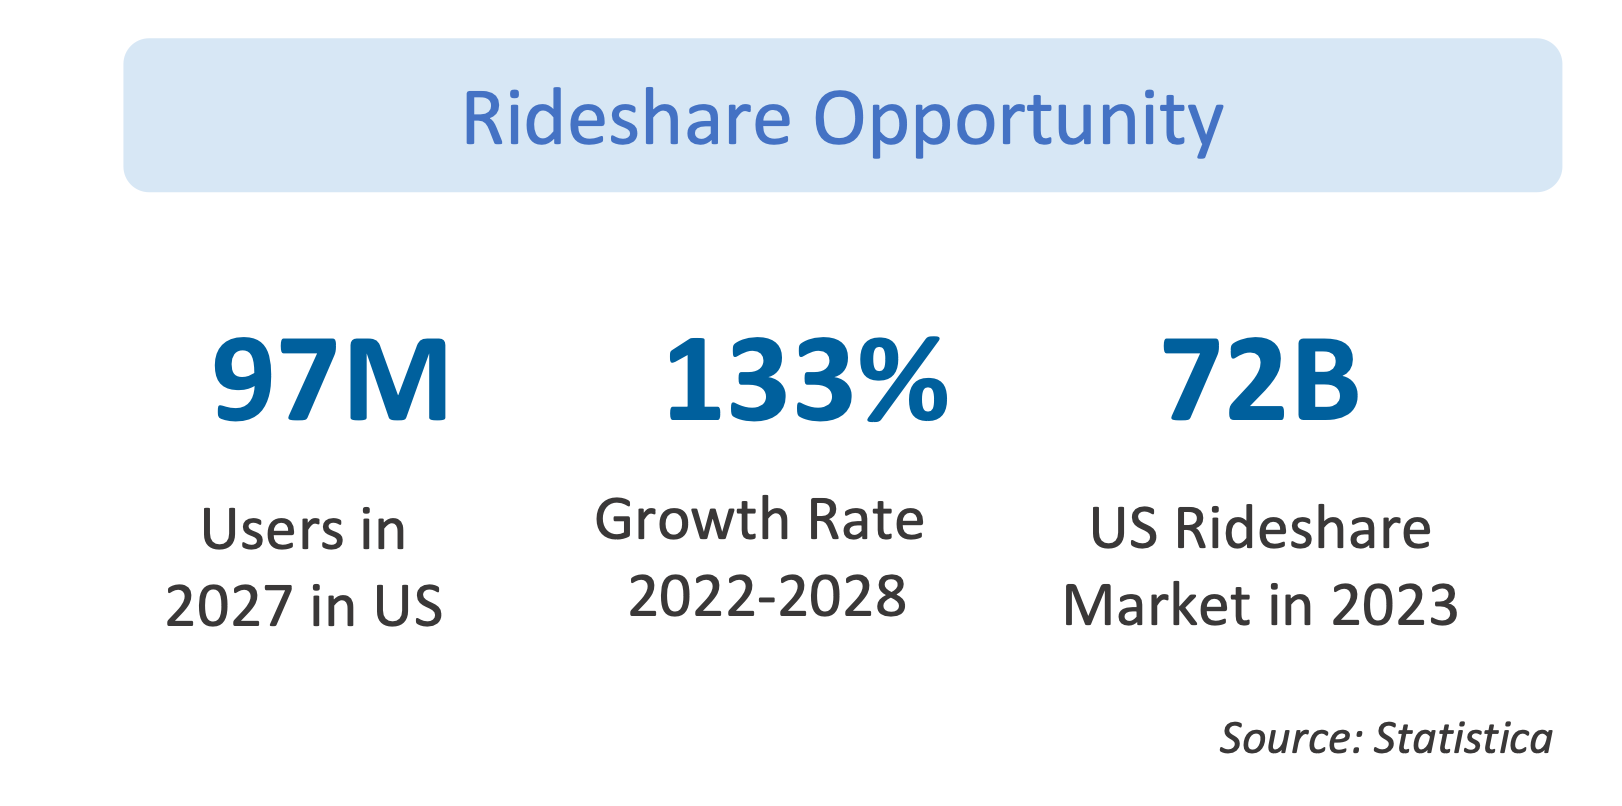 Rideshare Opportunity
97M
Users in
2027 in US
133%
Growth Rate
2022-2028
72B
US Rideshare
Market in 2023
Source: Statistica